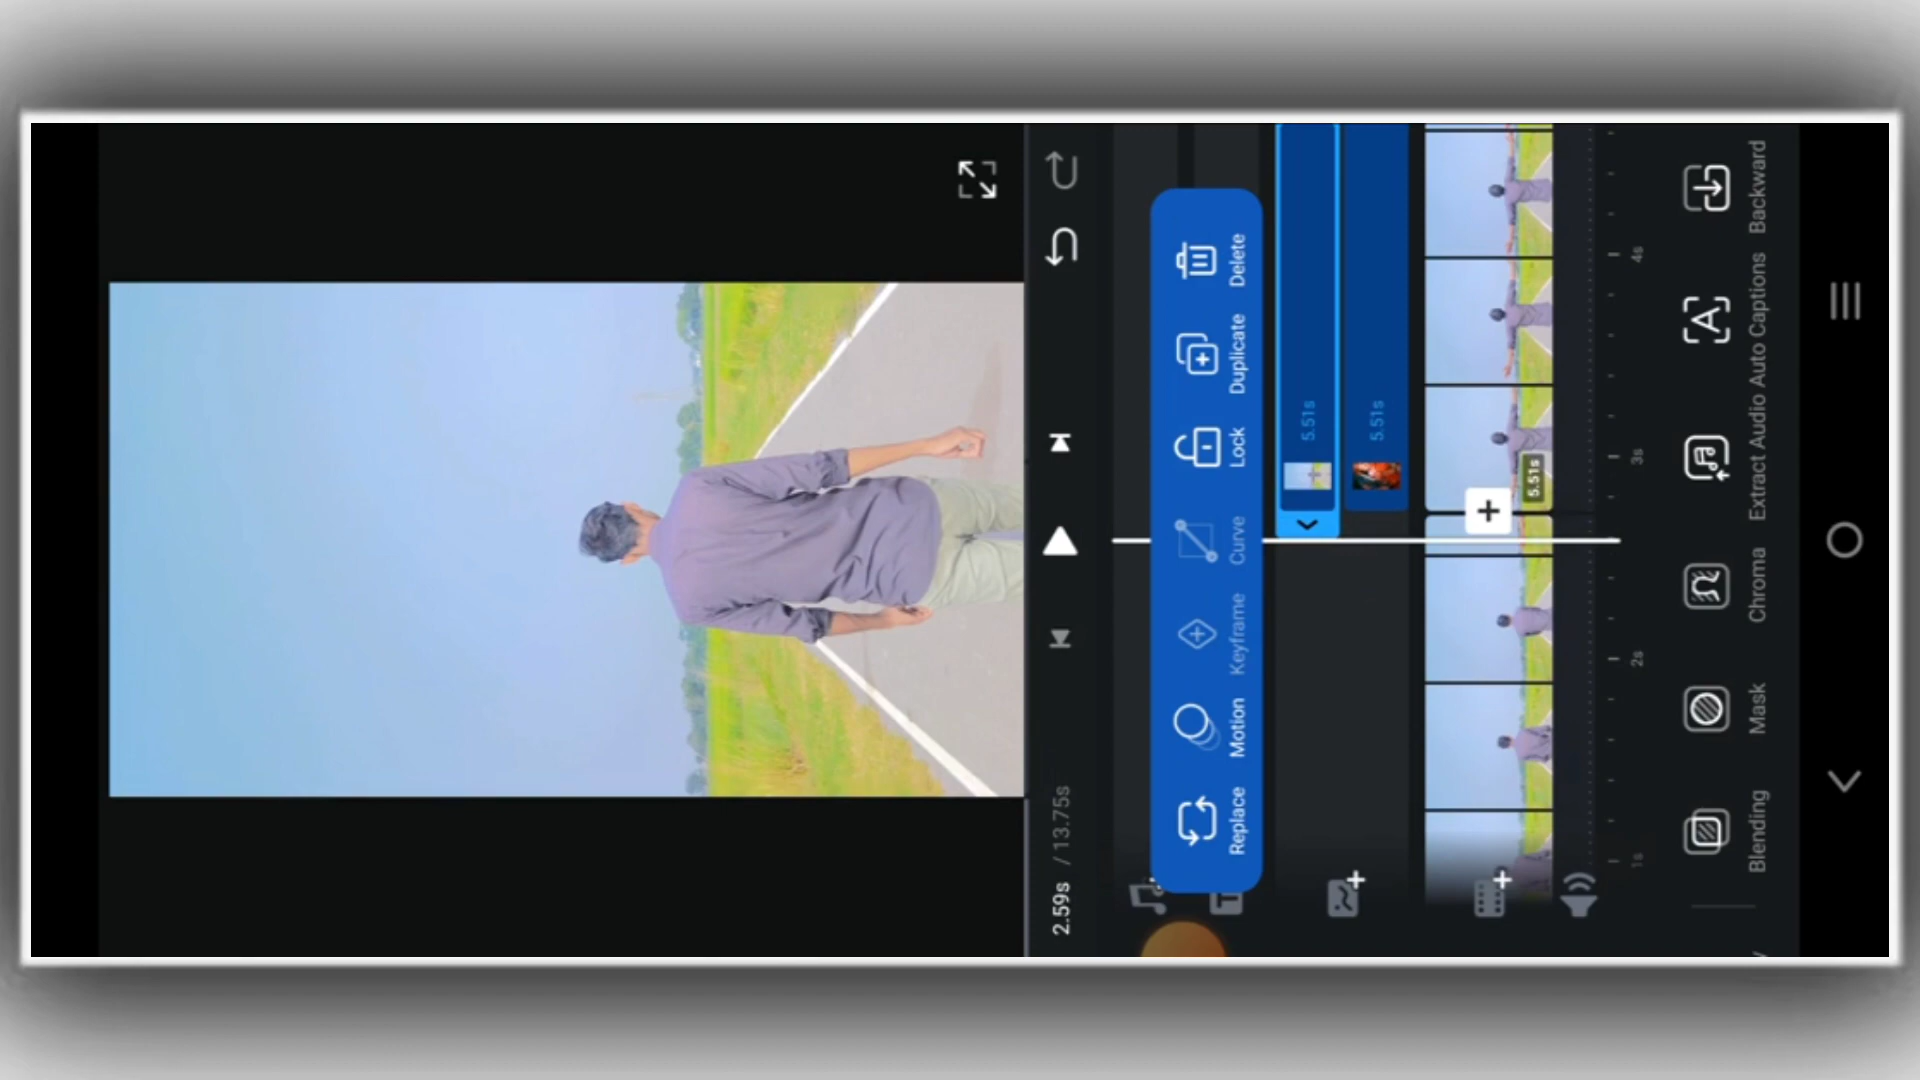 2.59s / 13.75s
Replace
Motion
Keyframe
Curve
Lock
Duplicate
Delete
5.51s
5.51s
5.51s
1s
2s
3s
4s
Blending
Mask
Chroma
Extract Audio
Auto Captions
Backward